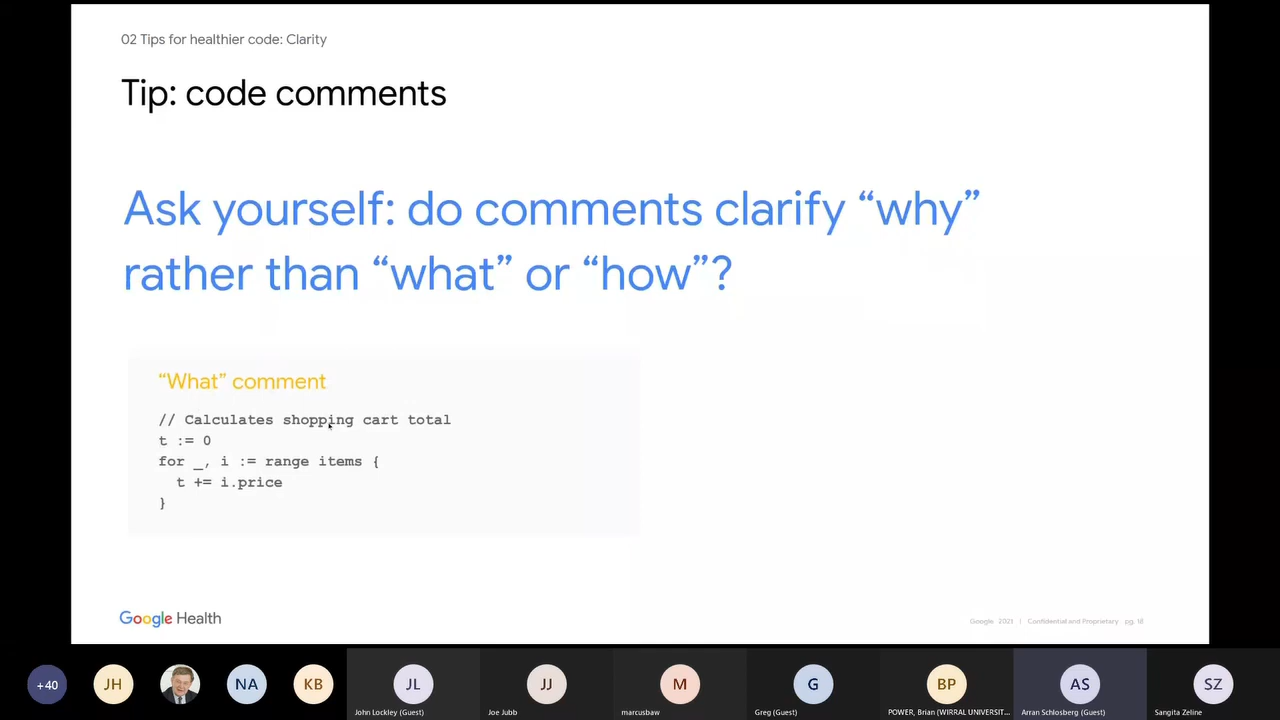 02 Tips for healthier code: Clarity
Tip: code comments
Ask yourself: do comments clarify “why”
rather than “what” or “how”?
“What” comment
// Calculates shopping cart total
t := 0
for _, i := range items {
t += i.price
}
Google Health
Google 2021 | Confidential and Proprietary pg. 18
+40
JH
NA
KB
JL
JJ
M
G
BP
AS
SZ
John Lockley (Guest)
Joe Jubb
marcusbaw
Greg (Guest)
POWER, Brian (WIRRAL UNIVERSIT...
Arran Schlosberg (Guest)
Sangita Zeline